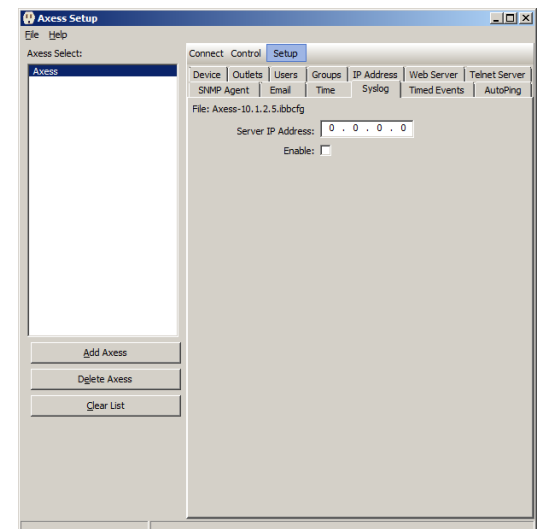 Axess Setup
File Help
Axess Select:
Axess
Add Axess
Delete Axess
Clear List
Connect Control Setup
Device Outlets Users Groups IP Address Web Server Telnet Server
SNMP Agent Email Time Syslog Timed Events AutoPing
File: Axess-10.1.2.5.ibbcfg
Server IP Address: 0 . 0 . 0 . 0
Enable: